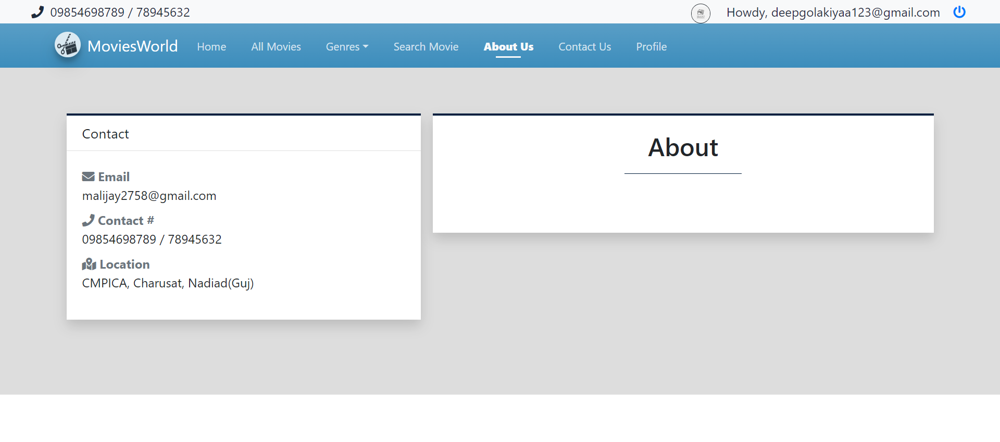 09854698789 / 78945632
Howdy, deepgolakiyaa123@gmail.com
MoviesWorld
Home
All Movies
Genres
Search Movie
About Us
Contact Us
Profile
Contact
Email
malijay2758@gmail.com
Contact #
09854698789 / 78945632
Location
CMPICA, Charusat, Nadiad(Guj)
About